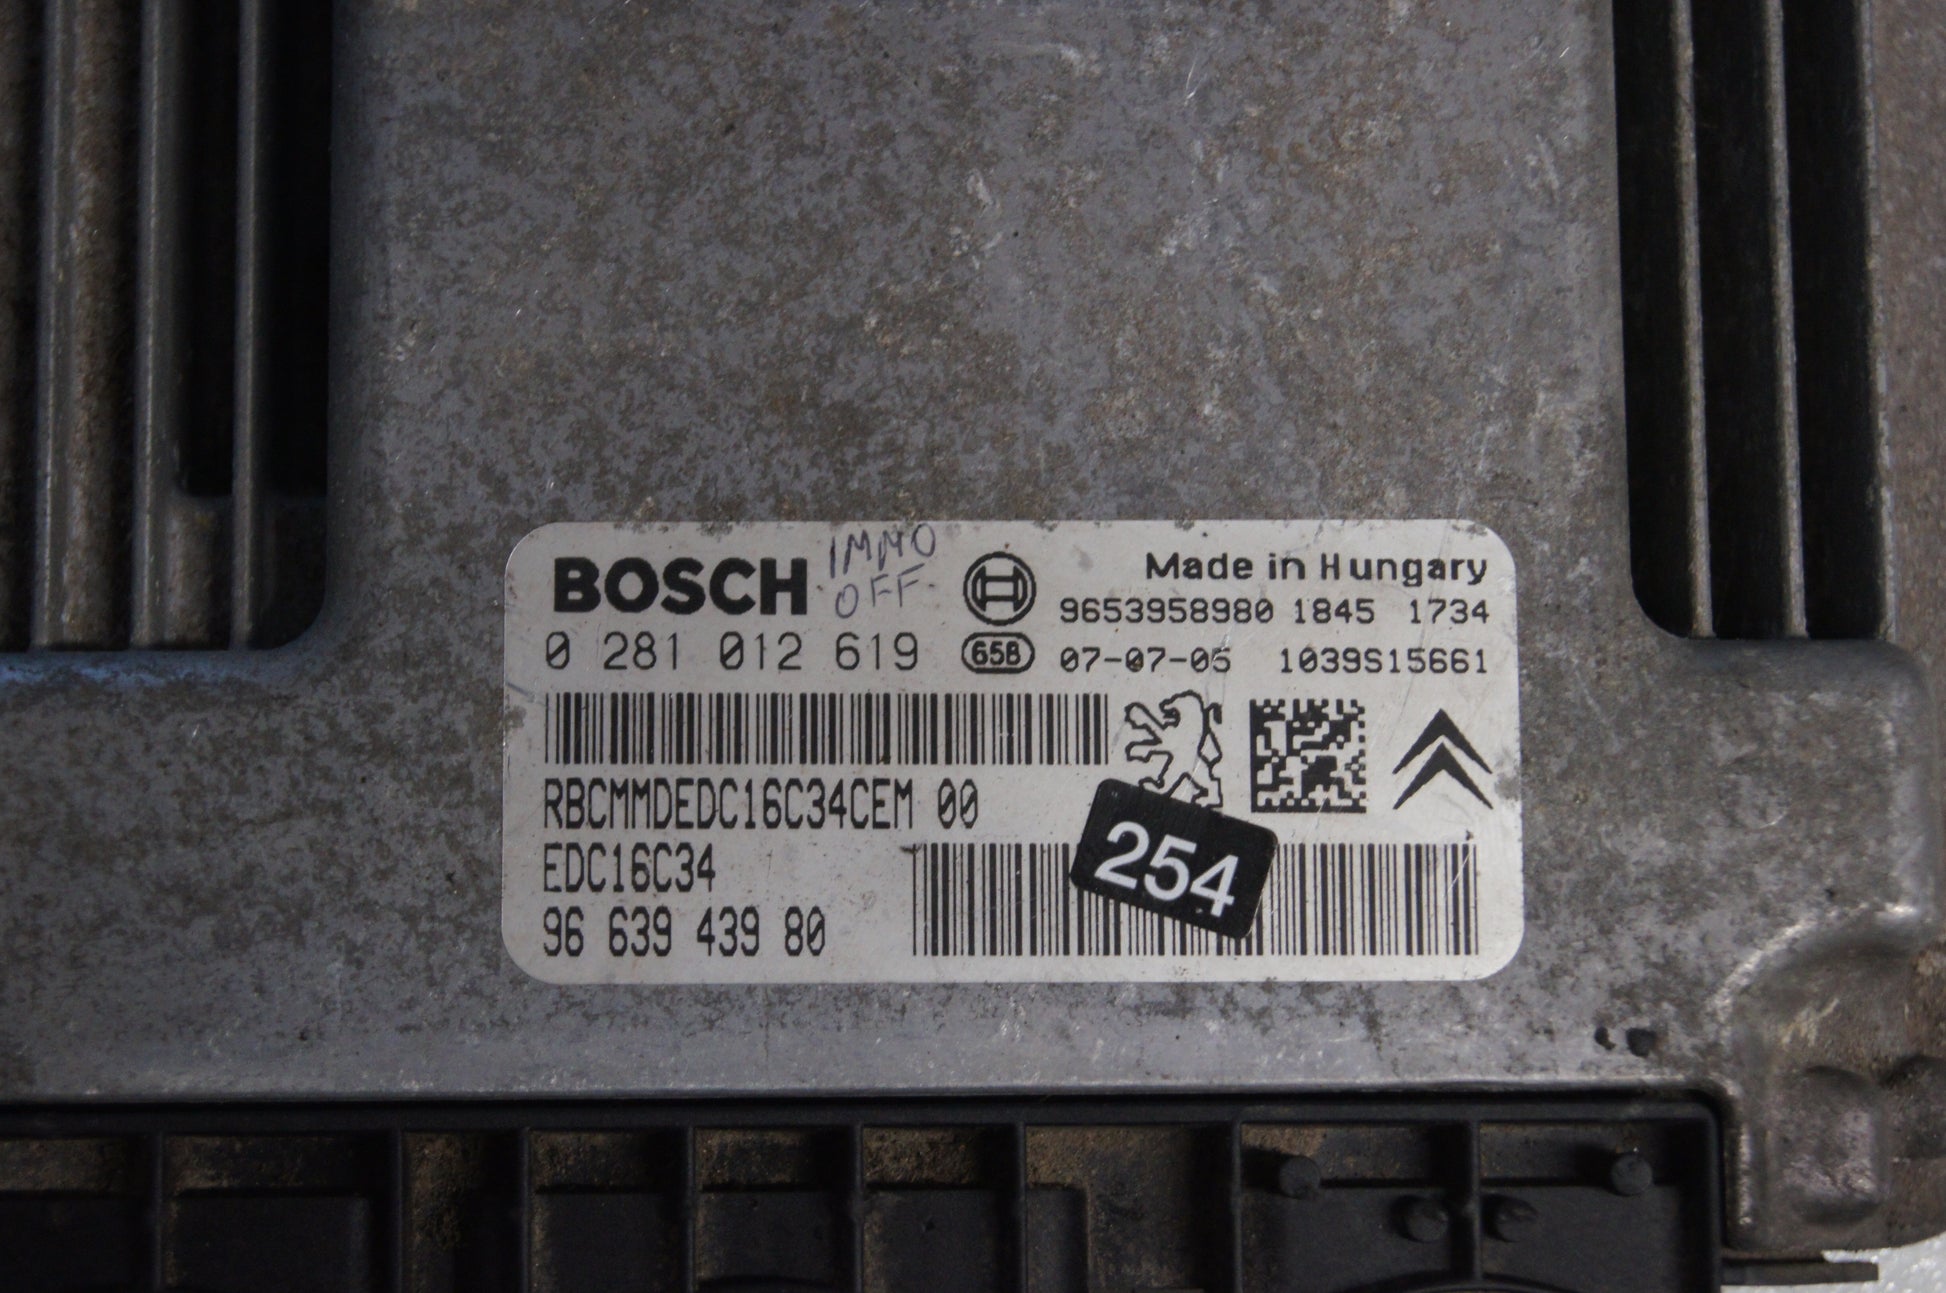 BOSCH IMMO OFF. Made in Hungary
9653958980 1845 1734
0 281 012 619 658 07-07-05 1039S15661
RBCMMDEDC16C34CEM 00
EDC16C34
254
96 639 439 80